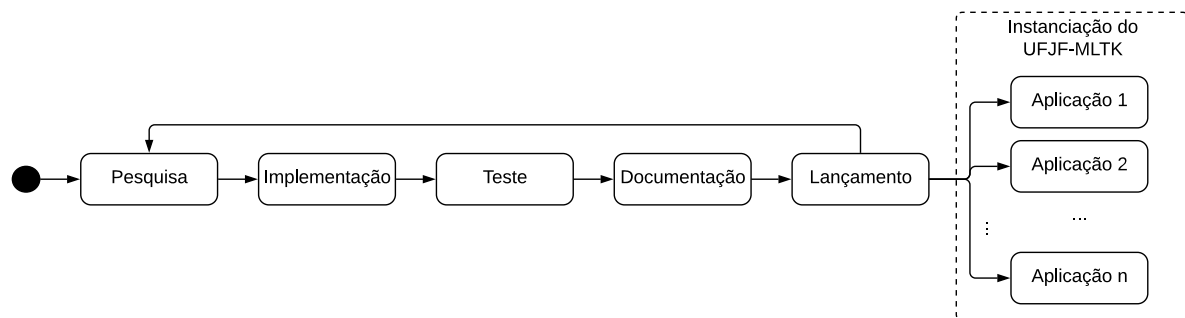 Instanciação do
UFJF-MLTK
Aplicação 1
Pesquisa
Implementação
Teste
Documentação
Lançamento
Aplicação 2
...
...
Aplicação n